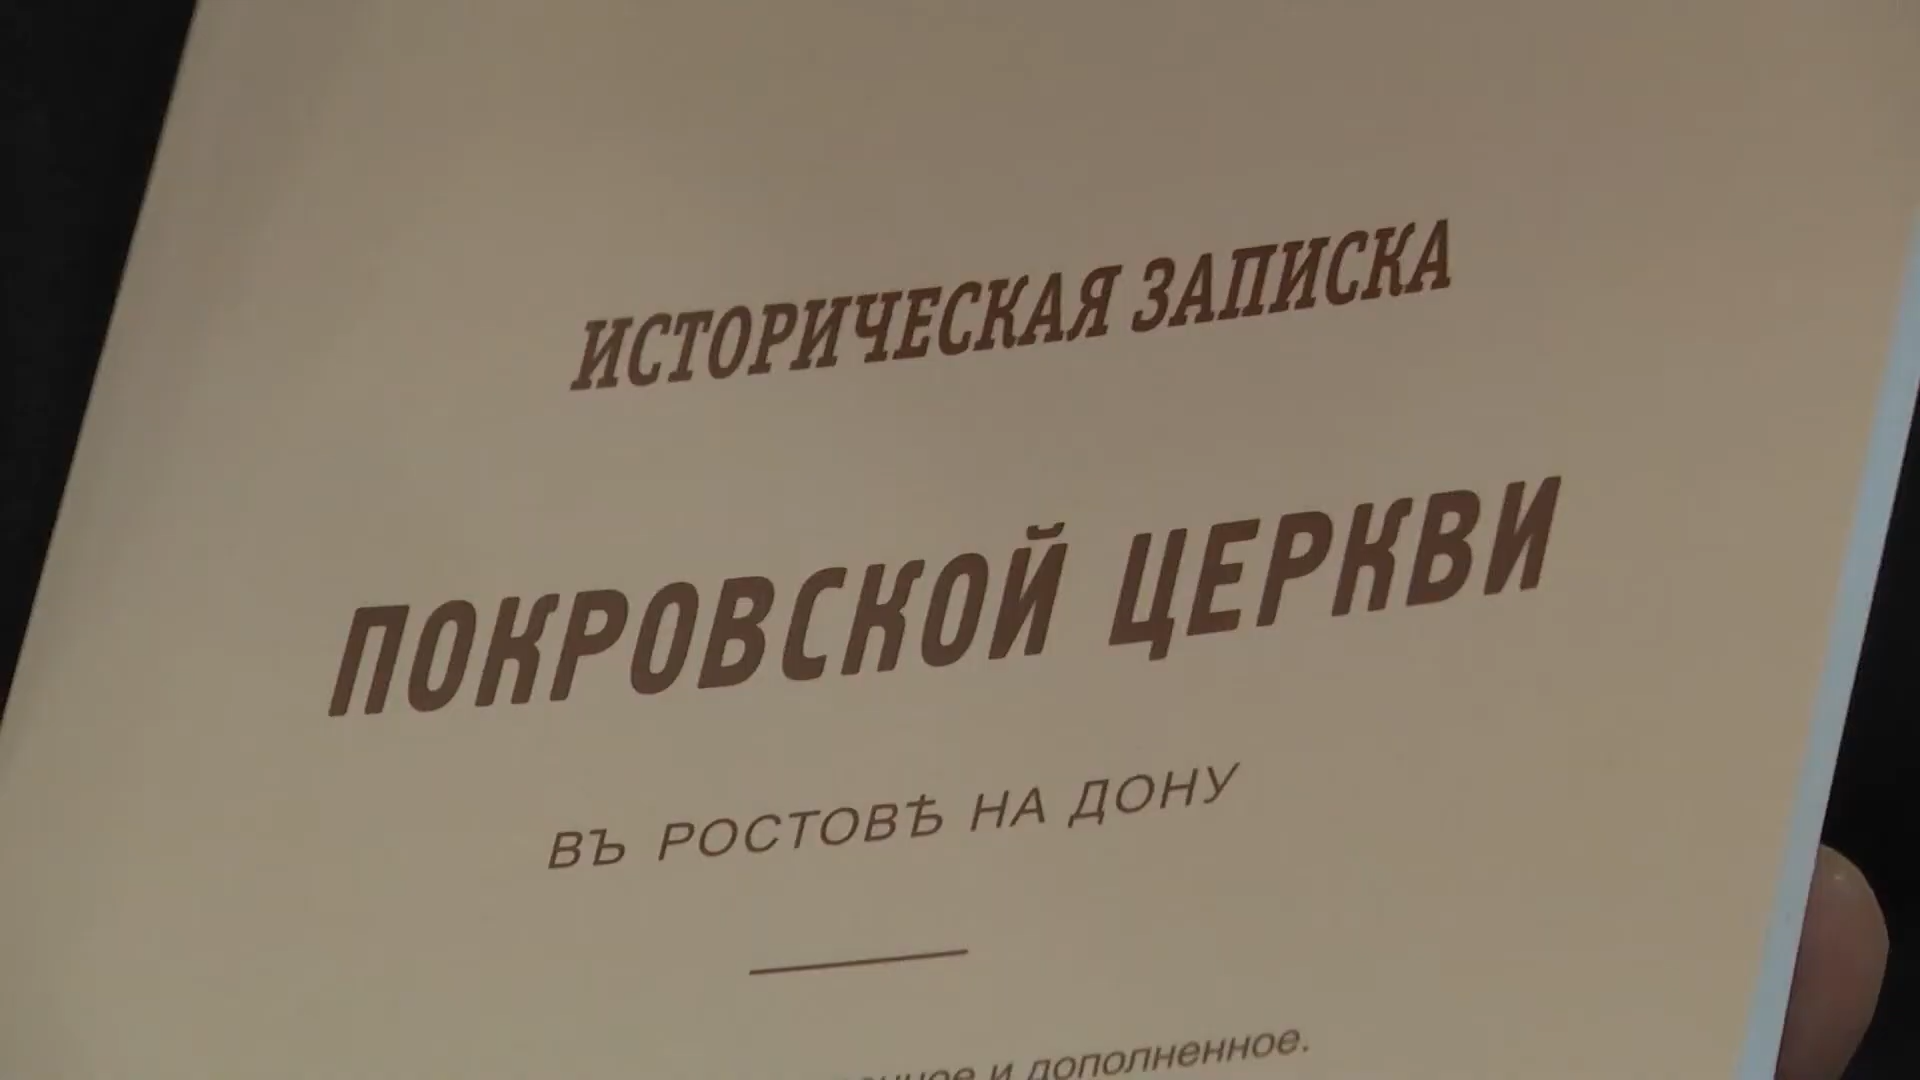 ИСТОРИЧЕСКАЯ ЗАПИСКА
ПОКРОВСКОЙ ЦЕРКВИ
ВЪ РОСТОВѢ НА ДОНУ
и дополненное.